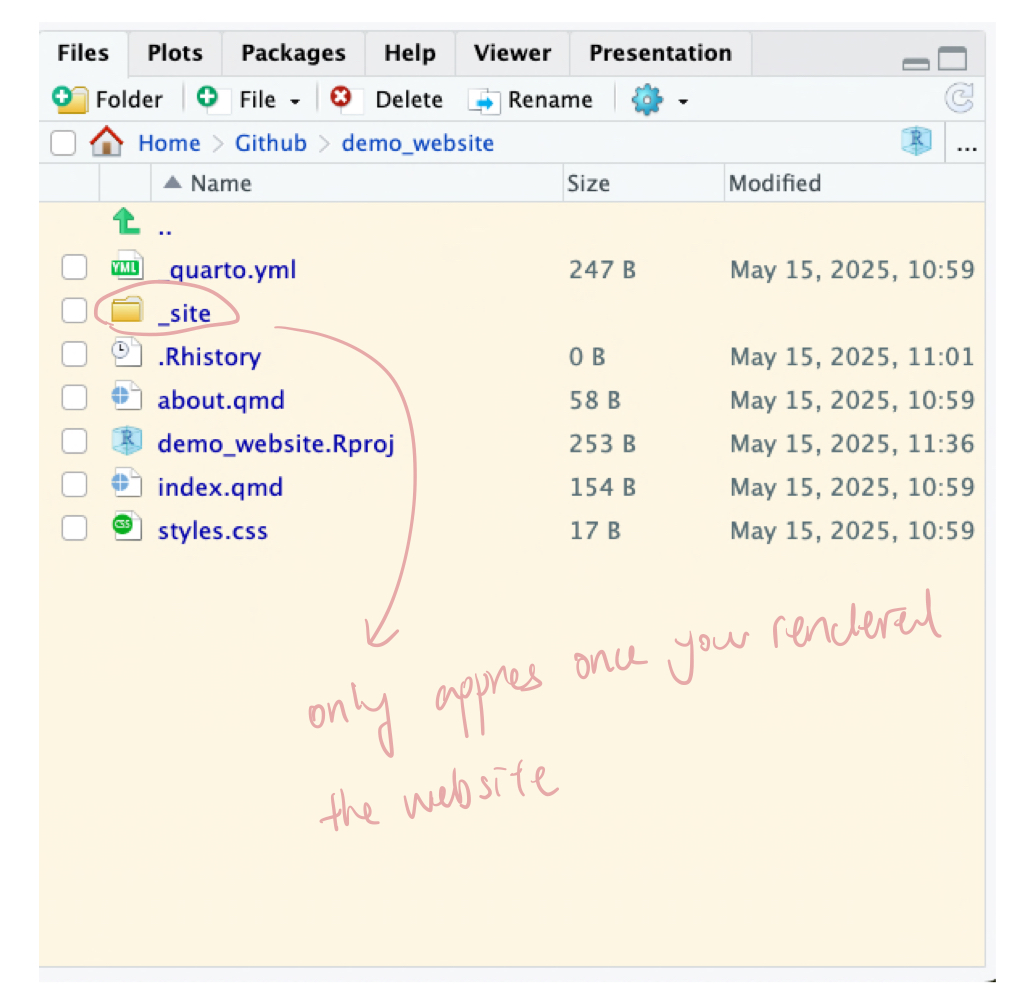 Files Plots Packages Help Viewer Presentation
Folder File Delete Rename
Home > Github > demo_website R ...
Name Size Modified
..
YML _quarto.yml 247 B May 15, 2025, 10:59
_site
.Rhistory 0 B May 15, 2025, 11:01
about.qmd 58 B May 15, 2025, 10:59
R demo_website.Rproj 253 B May 15, 2025, 11:36
index.qmd 154 B May 15, 2025, 10:59
CSS styles.css 17 B May 15, 2025, 10:59
only appres once your rendered
the website